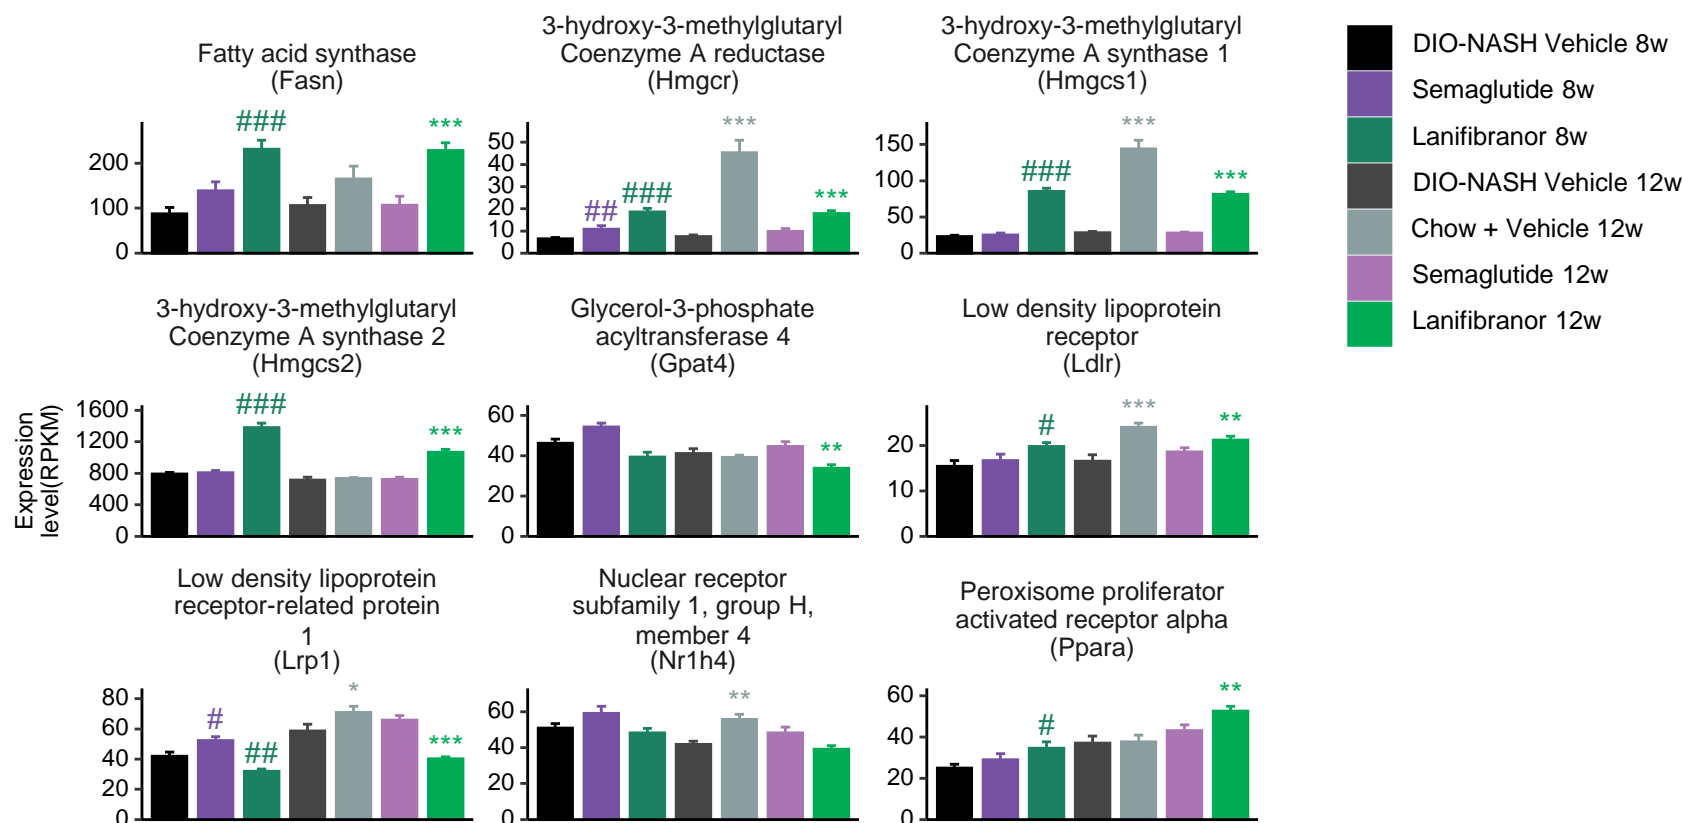 Fatty acid synthase
(Fasn)
###
***
200
100
0
3-hydroxy-3-methylglutaryl
Coenzyme A reductase
(Hmgcr)
***
##
###
***
50
40
30
20
10
0
3-hydroxy-3-methylglutaryl
Coenzyme A synthase 1
(Hmgcs1)
***
###
***
150
100
50
0
DIO-NASH Vehicle 8w
Semaglutide 8w
Lanifibranor 8w
DIO-NASH Vehicle 12w
Chow + Vehicle 12w
Semaglutide 12w
Lanifibranor 12w
Expression
level(RPKM)
3-hydroxy-3-methylglutaryl
Coenzyme A synthase 2
(Hmgcs2)
###
***
1600
1200
800
400
0
Glycerol-3-phosphate
acyltransferase 4
(Gpat4)
**
60
40
20
0
Low density lipoprotein
receptor
(Ldlr)
#
***
**
20
10
0
Low density lipoprotein
receptor-related protein
1
(Lrp1)
#
##
*
***
80
60
40
20
0
Nuclear receptor
subfamily 1, group H,
member 4
(Nr1h4)
**
60
40
20
0
Peroxisome proliferator
activated receptor alpha
(Ppara)
#
**
60
40
20
0